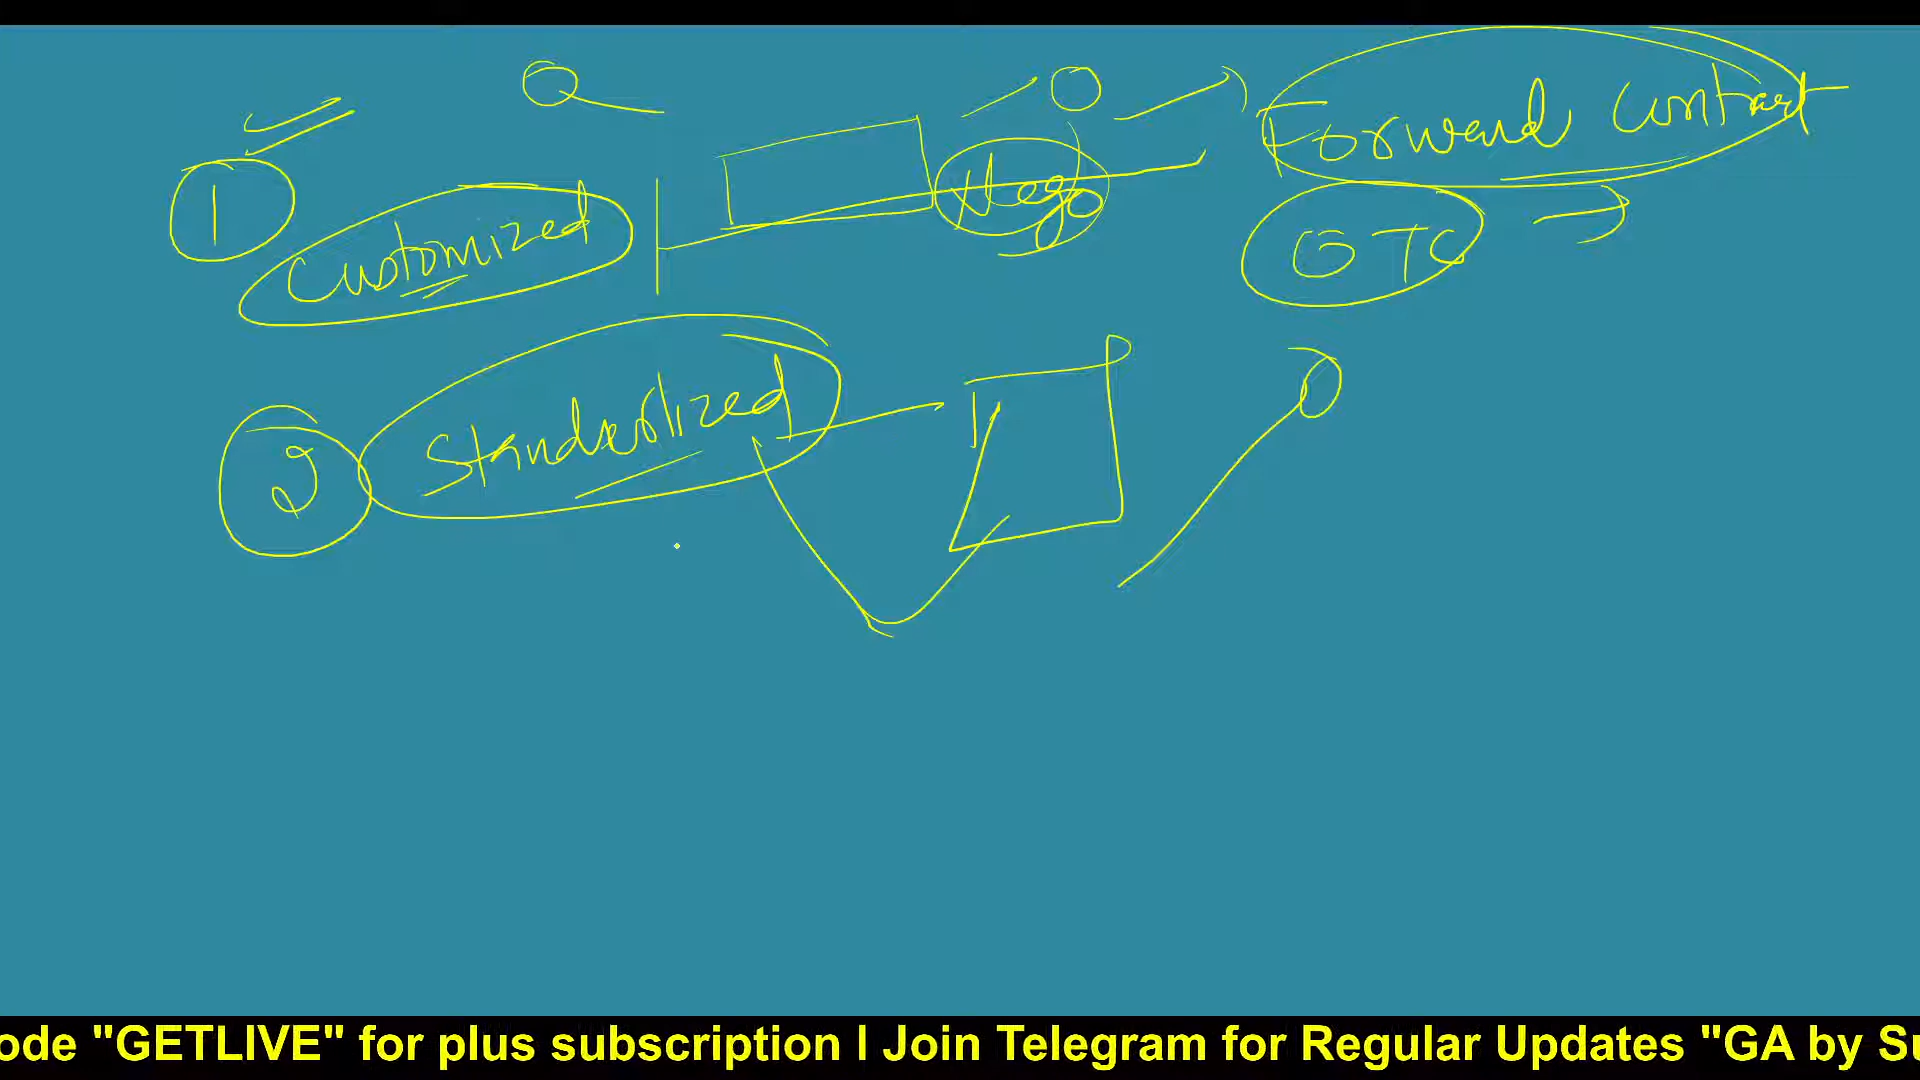 Forward Contract
1 Customized Nego
OTC
2 Standerdized
ode "GETLIVE" for plus subscription I Join Telegram for Regular Updates "GA by Su